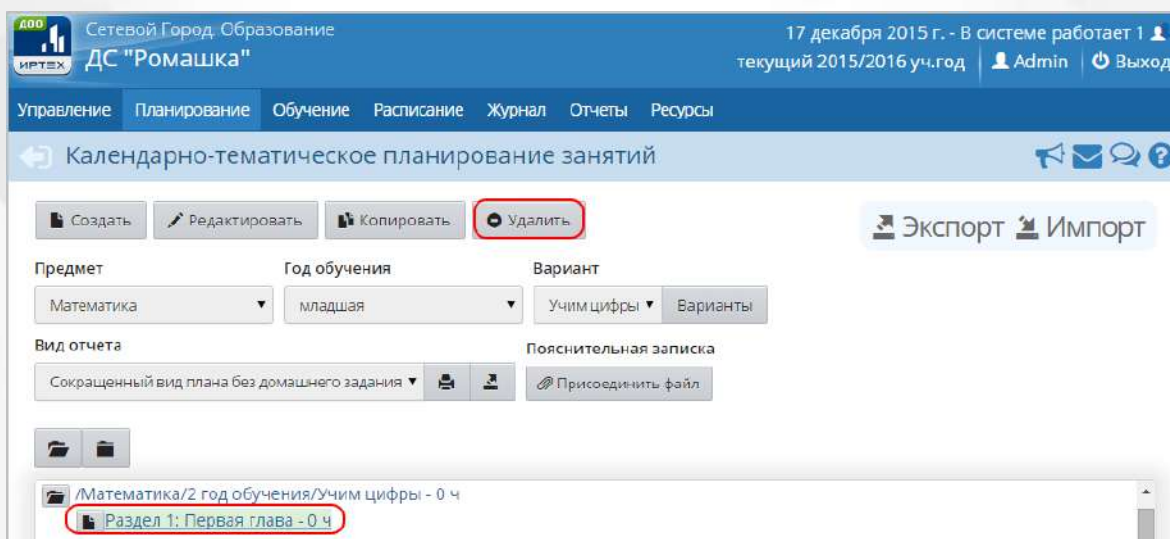 ДОО
ИРТЕХ
Сетевой Город. Образование
ДС "Ромашка"
17 декабря 2015 г. - В системе работает 1
текущий 2015/2016 уч.год Admin Выход
Управление Планирование Обучение Расписание Журнал Отчеты Ресурсы
Календарно-тематическое планирование занятий
Создать Редактировать Копировать Удалить
Экспорт Импорт
Предмет Год обучения Вариант
Математика младшая Учим цифры Варианты
Вид отчета Пояснительная записка
Сокращенный вид плана без домашнего задания Присоединить файл
/Математика/2 год обучения/Учим цифры - 0 ч
Раздел 1: Первая глава - 0 ч